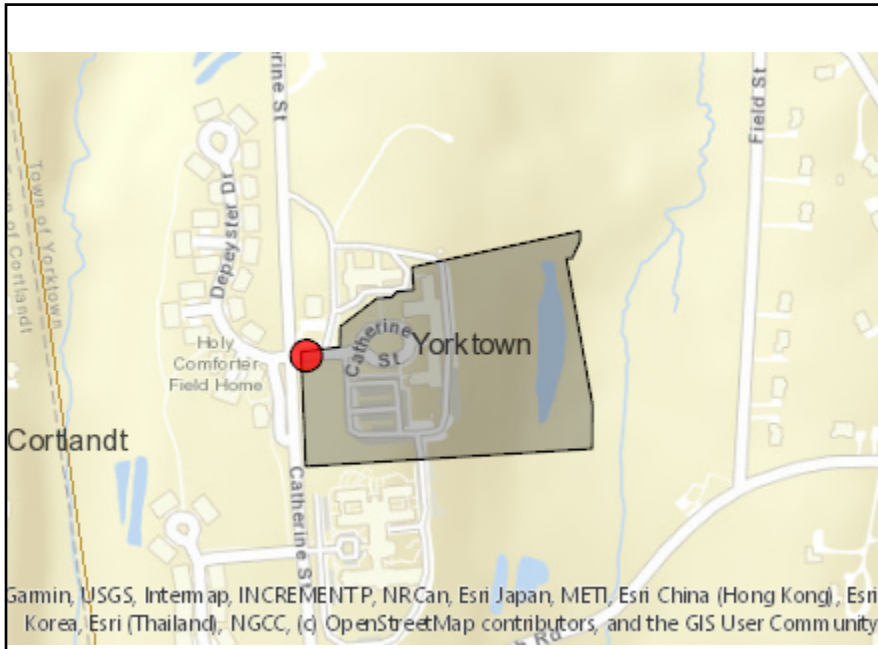 erine St
Field St
Town of Yorktown
n of Cortlandt
Depeyster Dr
Holy
Comforter
Field Home
Catherine
St
Yorktown
Cortlandt
Catherine St
Rd
Garmin, USGS, Intermap, INCREMENT P, NRCan, Esri Japan, METI, Esri China (Hong Kong), Esri
Korea, Esri (Thailand), NGCC, (c) OpenStreetMap contributors, and the GIS User Community